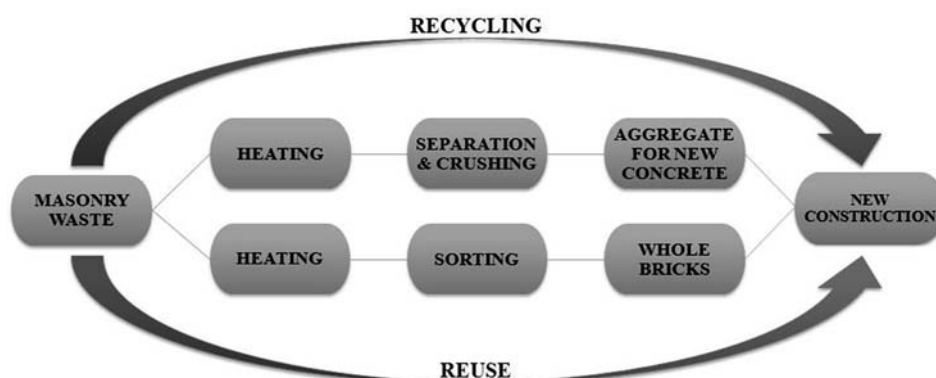 RECYCLING
HEATING
SEPARATION
& CRUSHING
AGGREGATE
FOR NEW
CONCRETE
MASONRY
WASTE
NEW
CONSTRUCTION
HEATING
SORTING
WHOLE
BRICKS
REUSE